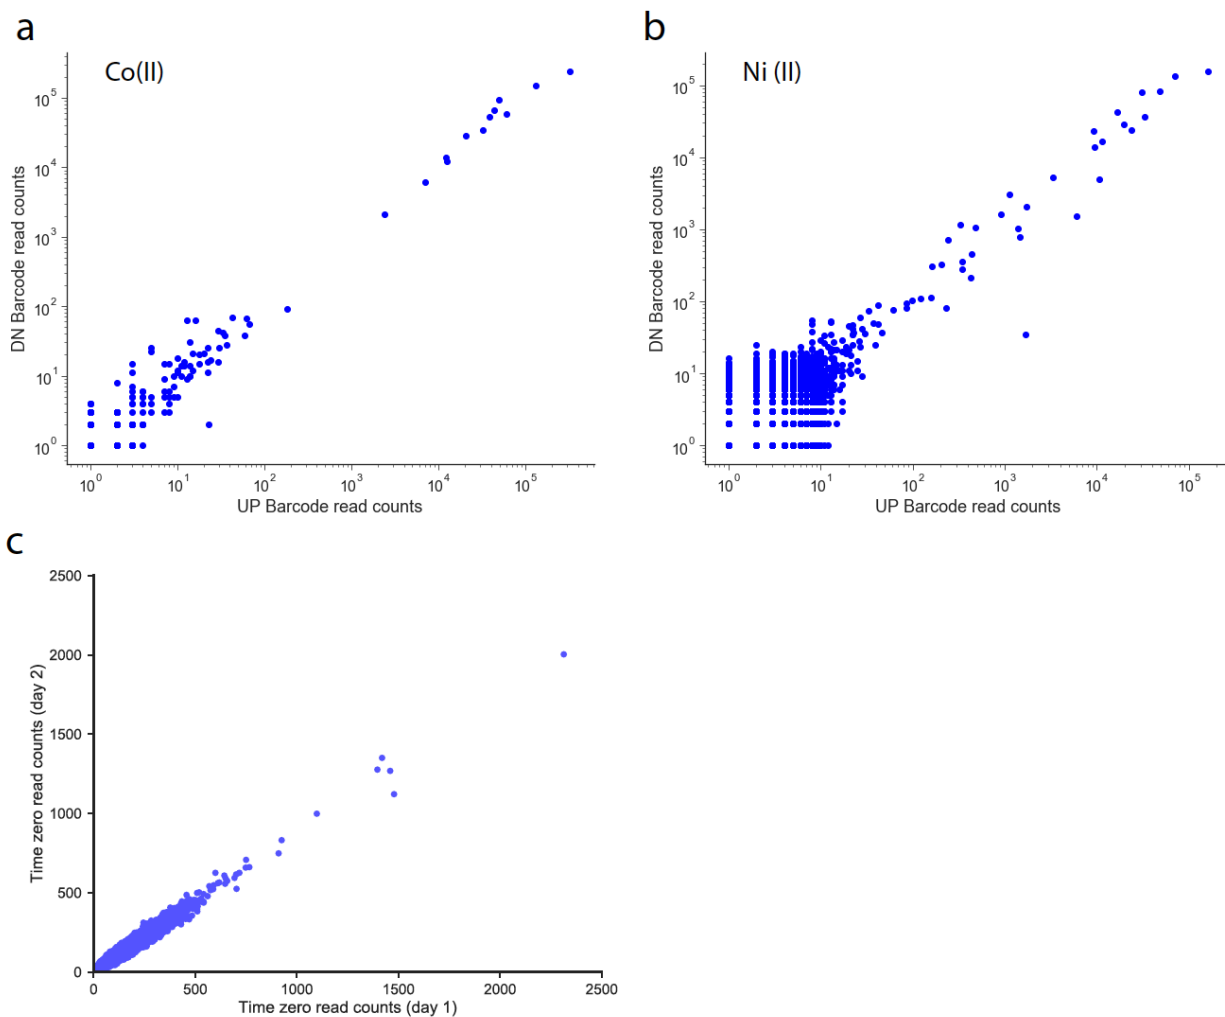 a
Co(II)
DN Barcode read counts
10^5
10^4
10^3
10^2
10^1
10^0
10^0 10^1 10^2 10^3 10^4 10^5
UP Barcode read counts
b
Ni (II)
DN Barcode read counts
10^5
10^4
10^3
10^2
10^1
10^0
10^0 10^1 10^2 10^3 10^4 10^5
UP Barcode read counts
c
Time zero read counts (day 2)
2500
2000
1500
1000
500
0
0 500 1000 1500 2000 2500
Time zero read counts (day 1)